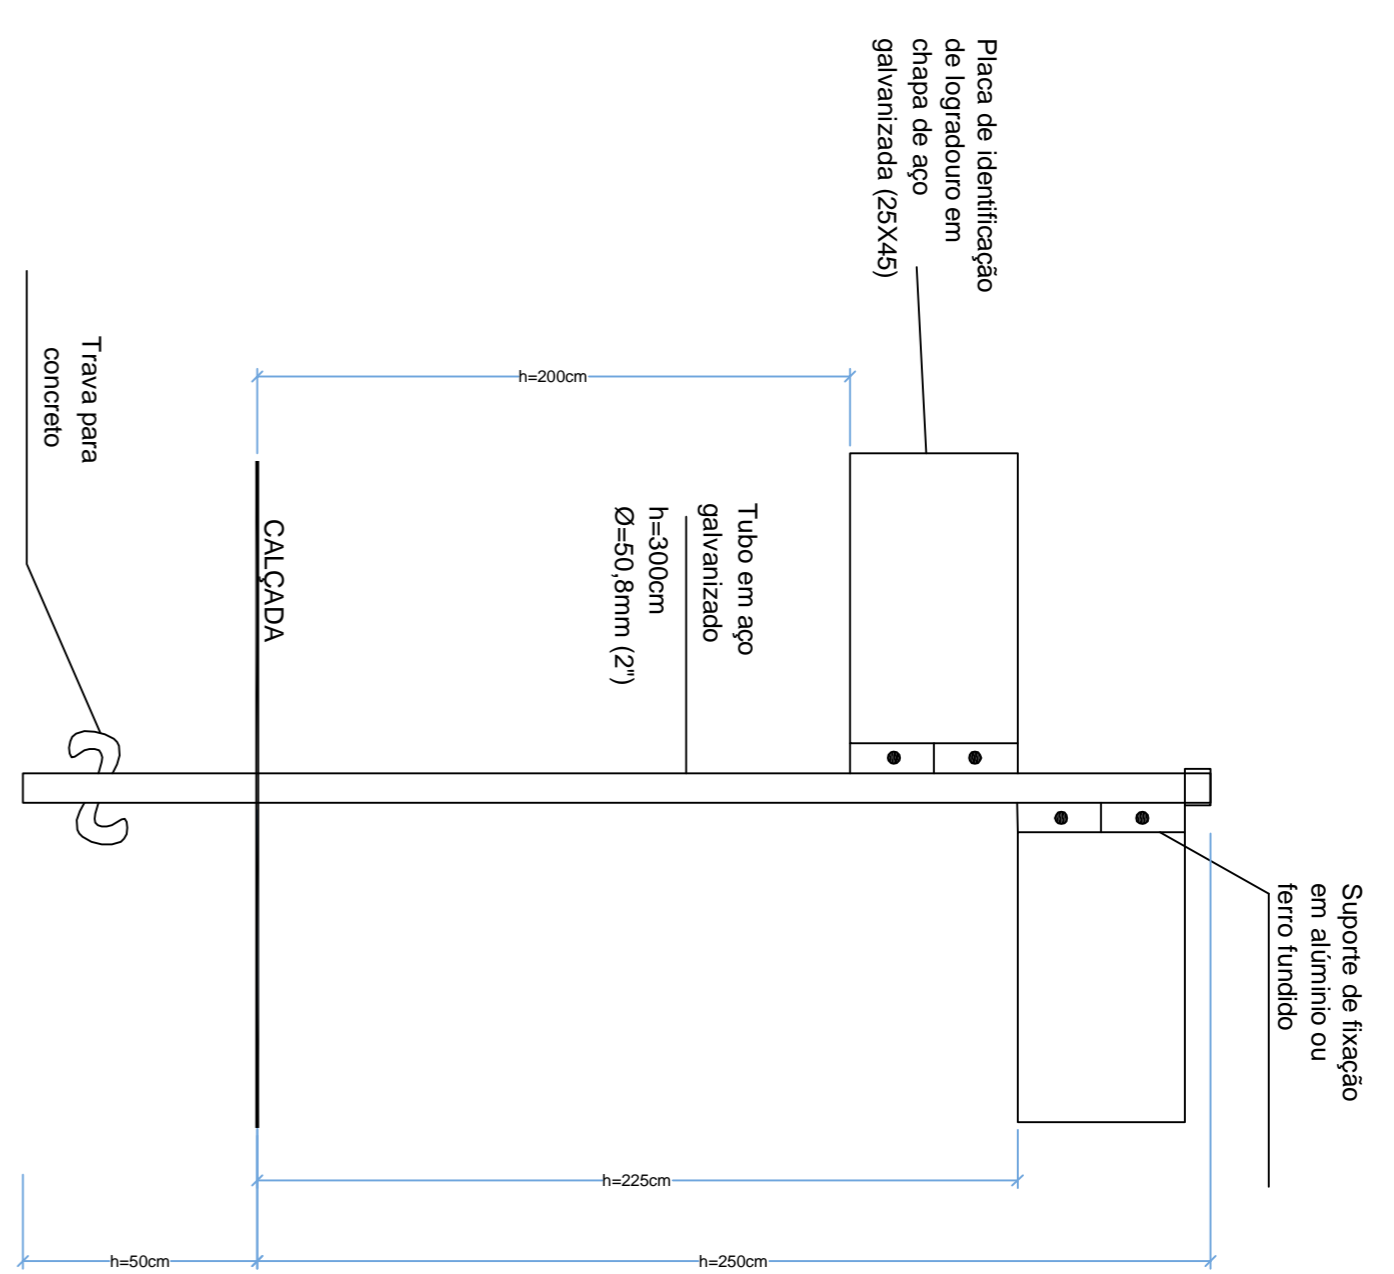 Placa de identificação
de logradouro em
chapa de aço
galvanizada (25X45)
Suporte de fixação
em alúminio ou
ferro fundido
Tubo em aço
galvanizado
h=300cm
Ø=50,8mm (2")
h=200cm
CALÇADA
Trava para
concreto
h=225cm
h=250cm
h=50cm